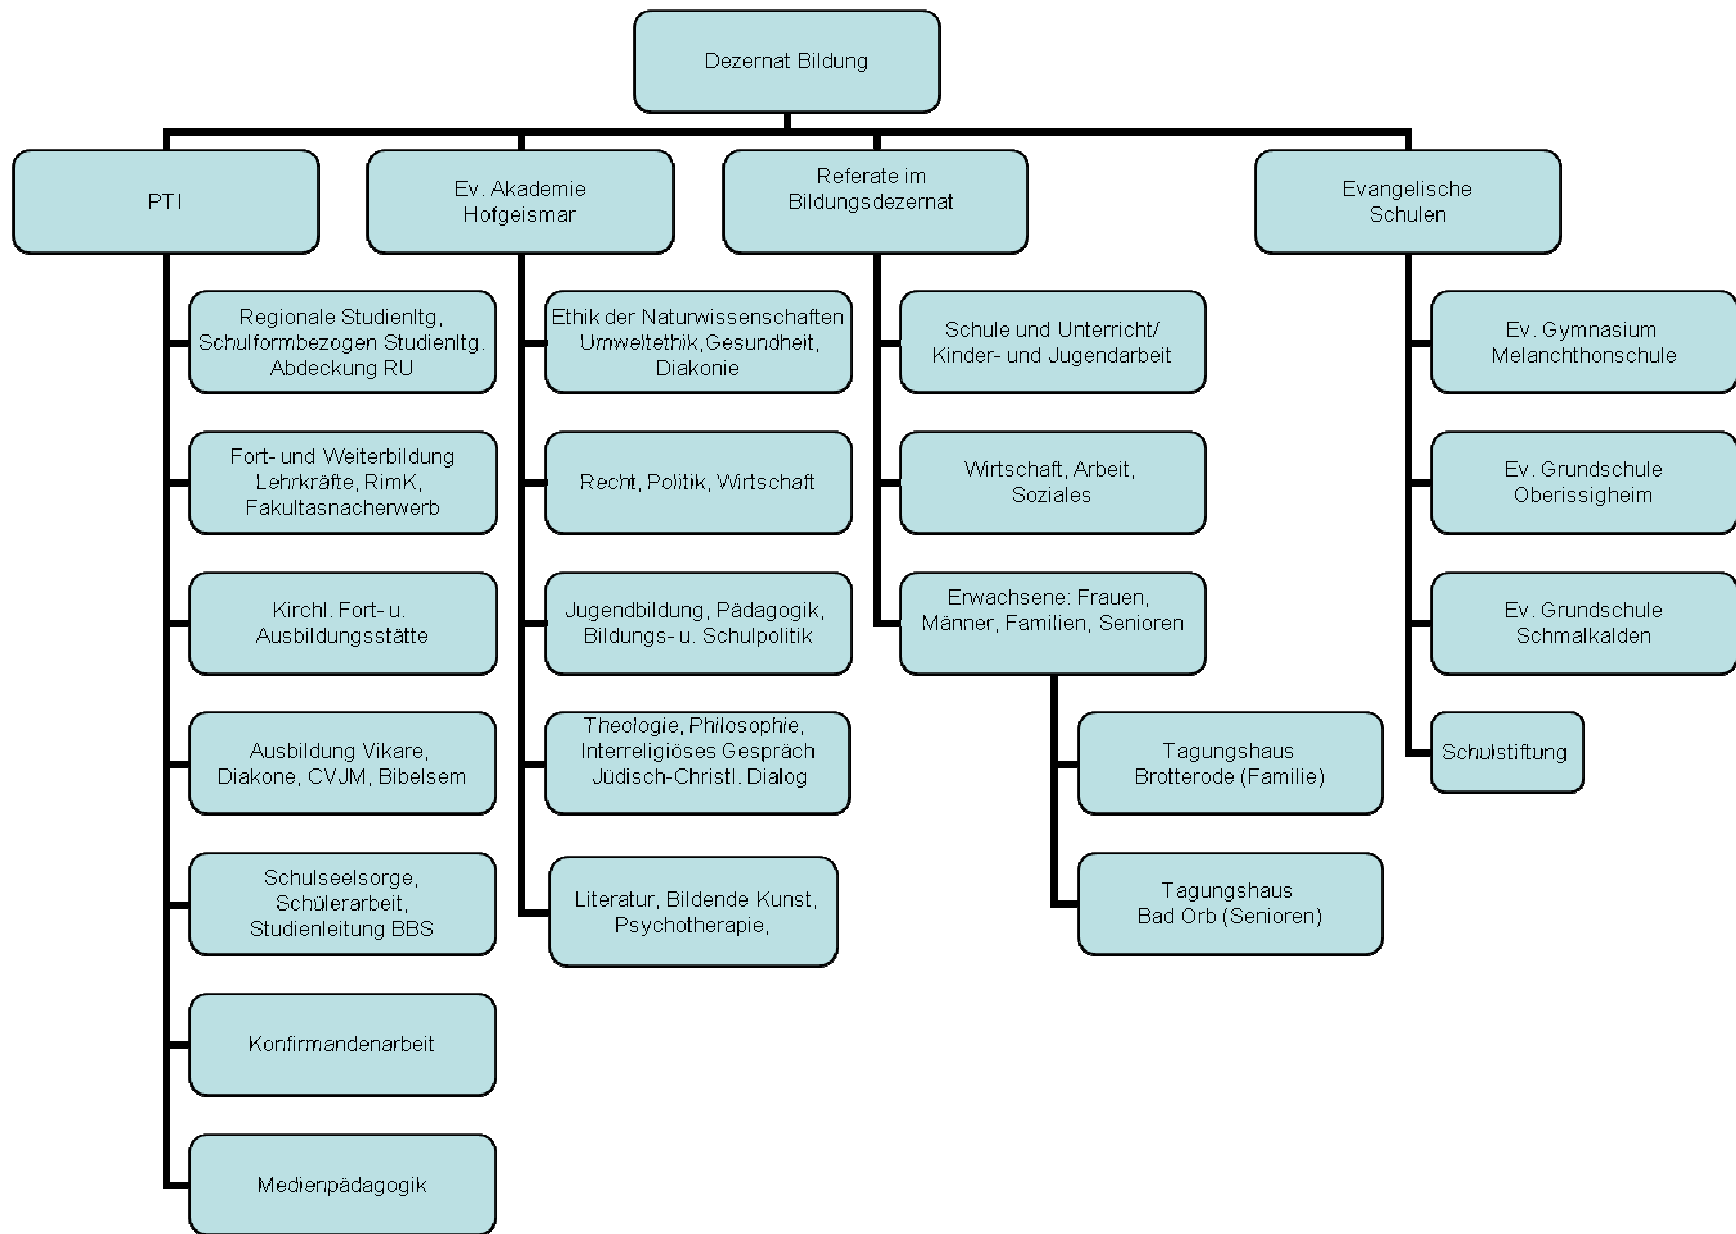 Dezernat Bildung
PTI
Ev. Akademie
Hofgeismar
Referate im
Bildungsdezernat
Evangelische
Schulen
Regionale Studienltg,
Schulformbezogen Studienltg.
Abdeckung RU
Fort- und Weiterbildung
Lehrkräfte, RimK,
Fakultasnacherwerb
Kirchl. Fort- u.
Ausbildungsstätte
Ausbildung Vikare,
Diakone, CVJM, Bibelsem
Schulseelsorge,
Schülerarbeit,
Studienleitung BBS
Konfirmandenarbeit
Medienpädagogik
Ethik der Naturwissenschaften
Umweltethik,Gesundheit,
Diakonie
Recht, Politik, Wirtschaft
Jugendbildung, Pädagogik,
Bildungs- u. Schulpolitik
Theologie, Philosophie,
Interreligiöses Gespräch
Jüdisch-Christl. Dialog
Literatur, Bildende Kunst,
Psychotherapie,
Schule und Unterricht/
Kinder- und Jugendarbeit
Wirtschaft, Arbeit,
Soziales
Erwachsene: Frauen,
Männer, Familien, Senioren
Tagungshaus
Brotterode (Familie)
Tagungshaus
Bad Orb (Senioren)
Ev. Gymnasium
Melanchthonschule
Ev. Grundschule
Oberissigheim
Ev. Grundschule
Schmalkalden
Schulstiftung